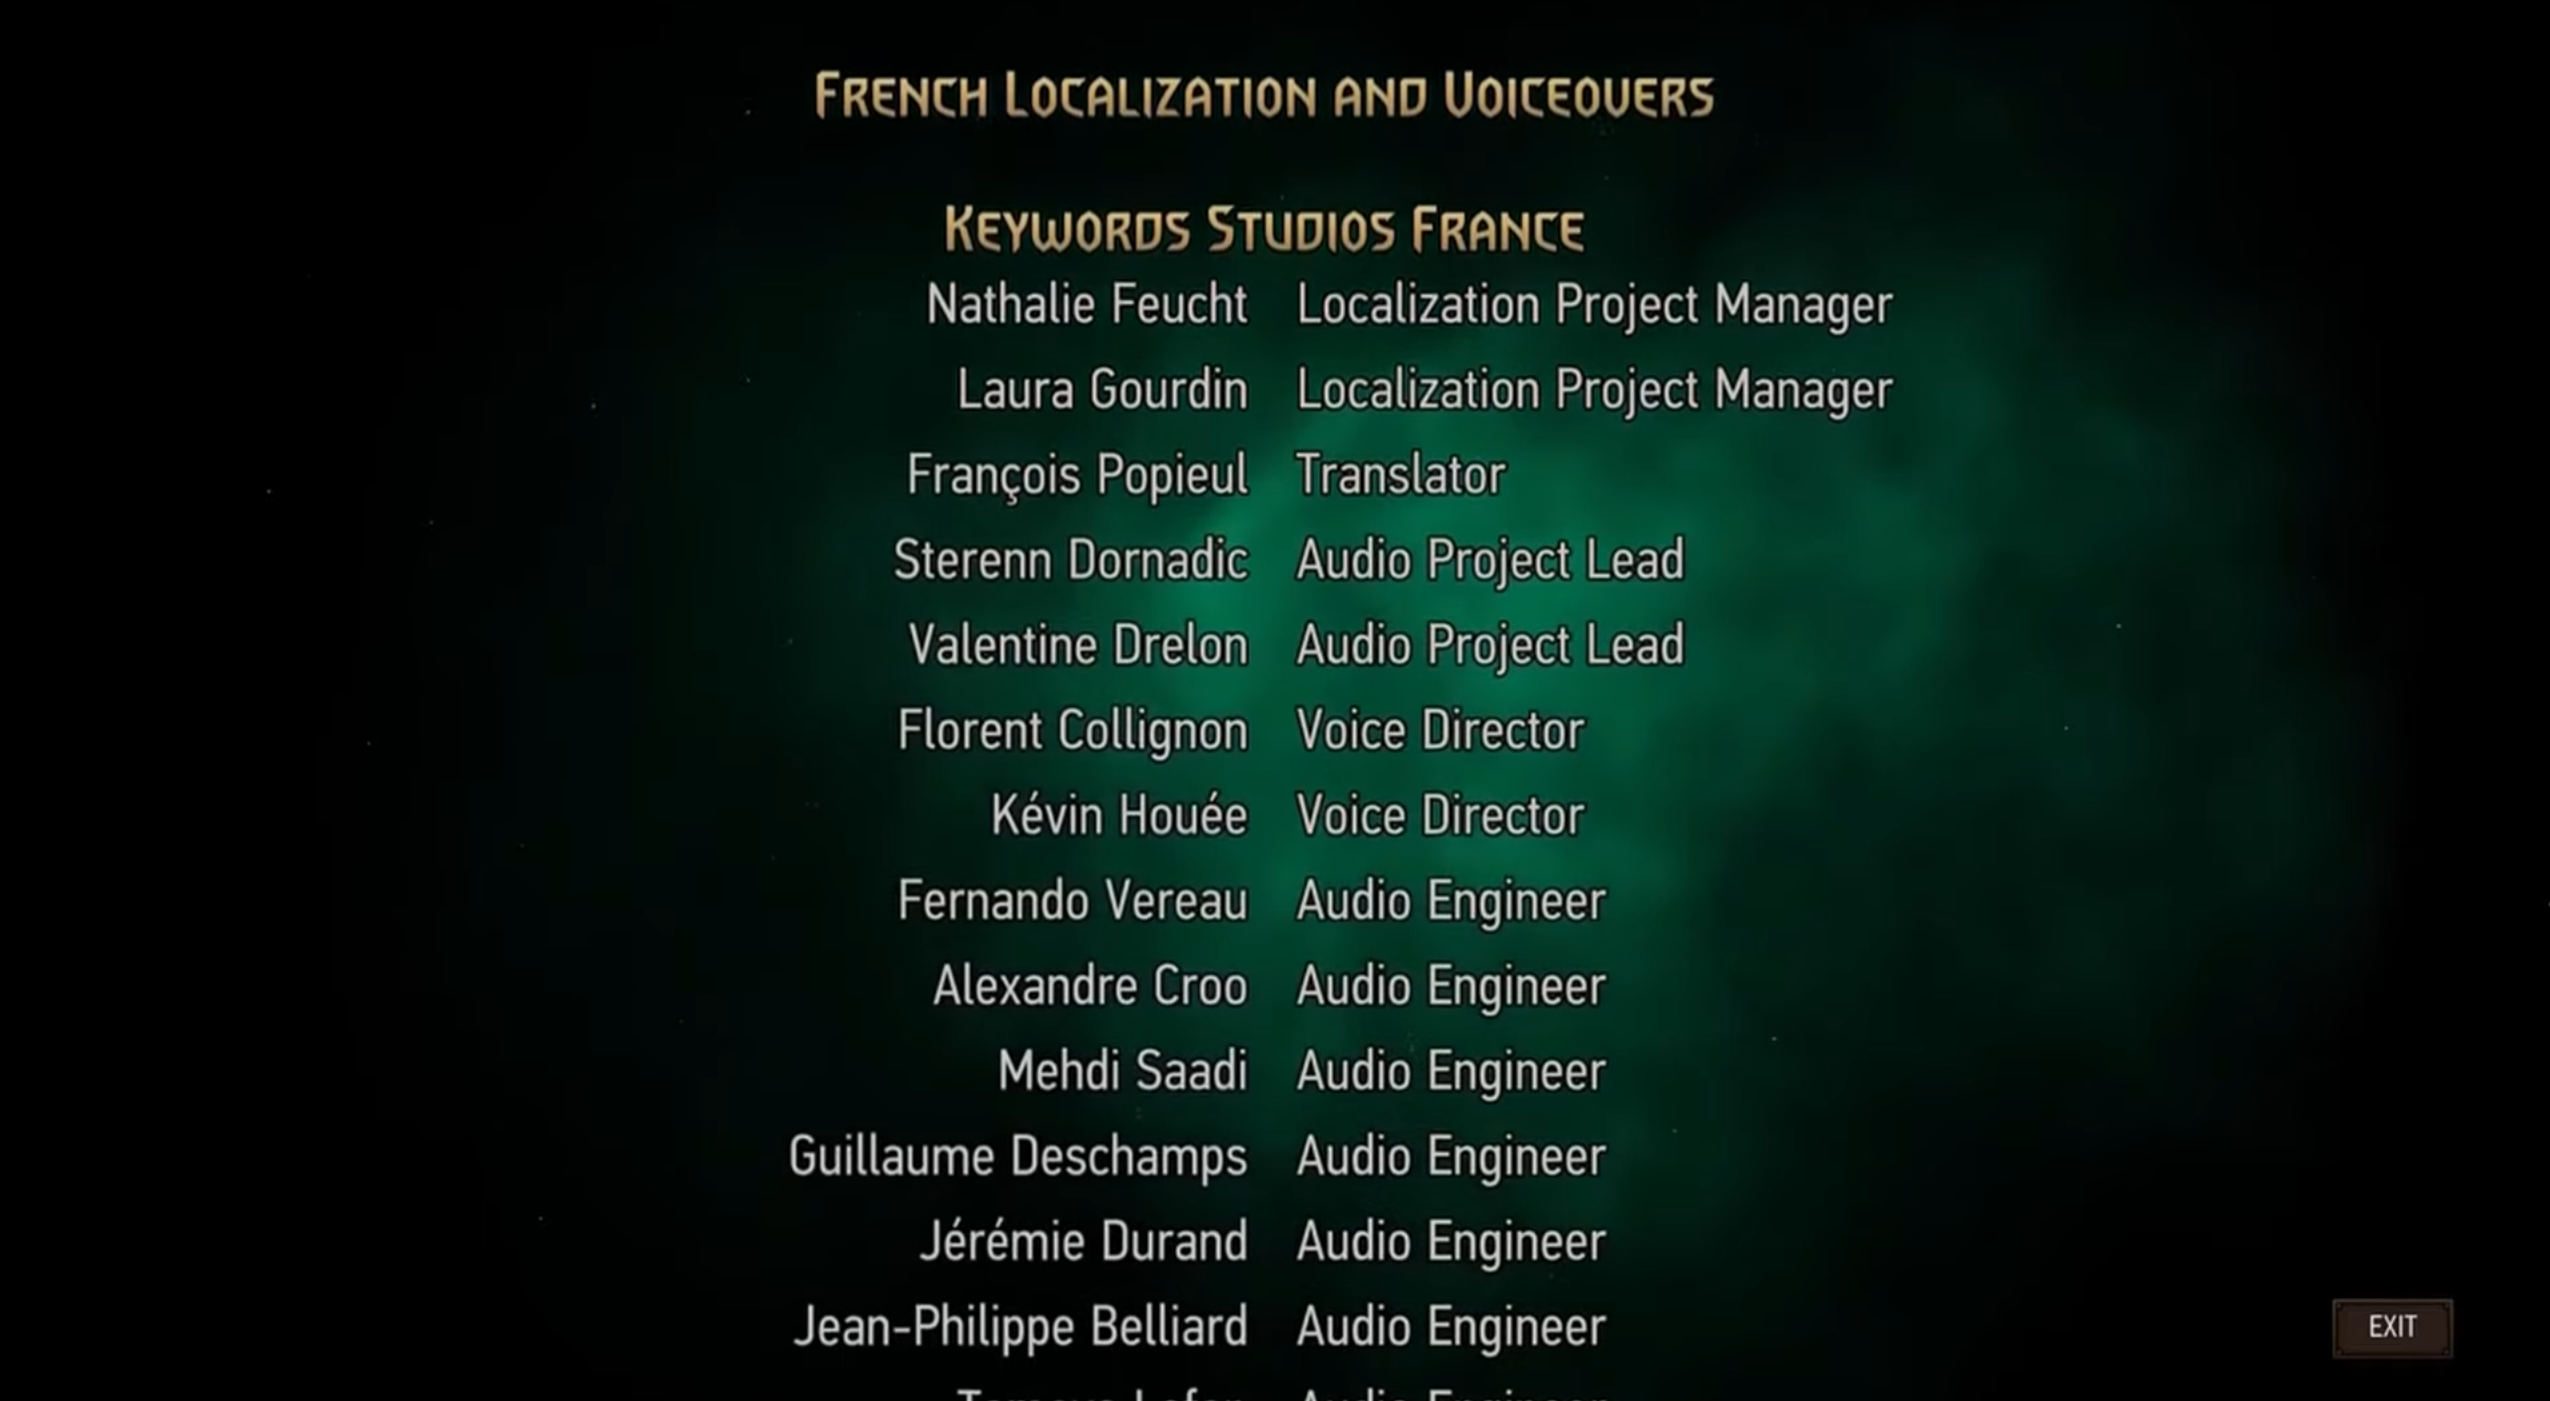 French Localization and Voiceovers
Keywords Studios France
Nathalie Feucht Localization Project Manager
Laura Gourdin Localization Project Manager
François Popieul Translator
Sterenn Dornadic Audio Project Lead
Valentine Drelon Audio Project Lead
Florent Collignon Voice Director
Kévin Houée Voice Director
Fernando Vereau Audio Engineer
Alexandre Croo Audio Engineer
Mehdi Saadi Audio Engineer
Guillaume Deschamps Audio Engineer
Jérémie Durand Audio Engineer
Jean-Philippe Belliard Audio Engineer
Audio Engineer
EXIT